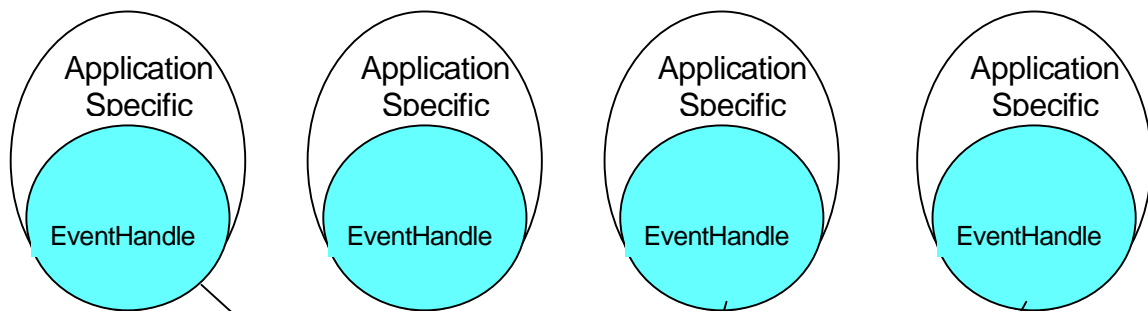 Application Application Application Application
Specific Specific Specific Specific
EventHandle EventHandle EventHandle EventHandle